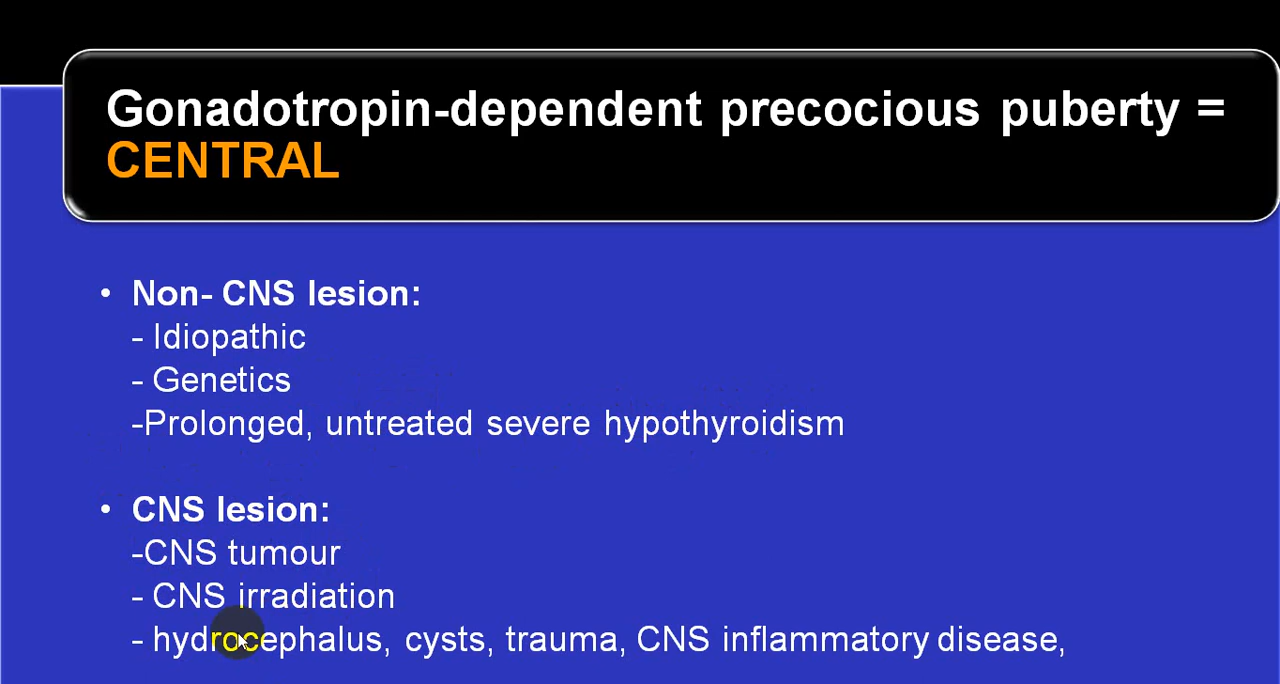 Gonadotropin-dependent precocious puberty =
CENTRAL
• Non- CNS lesion:
- Idiopathic
- Genetics
-Prolonged, untreated severe hypothyroidism
• CNS lesion:
-CNS tumour
- CNS irradiation
- hydrocephalus, cysts, trauma, CNS inflammatory disease,